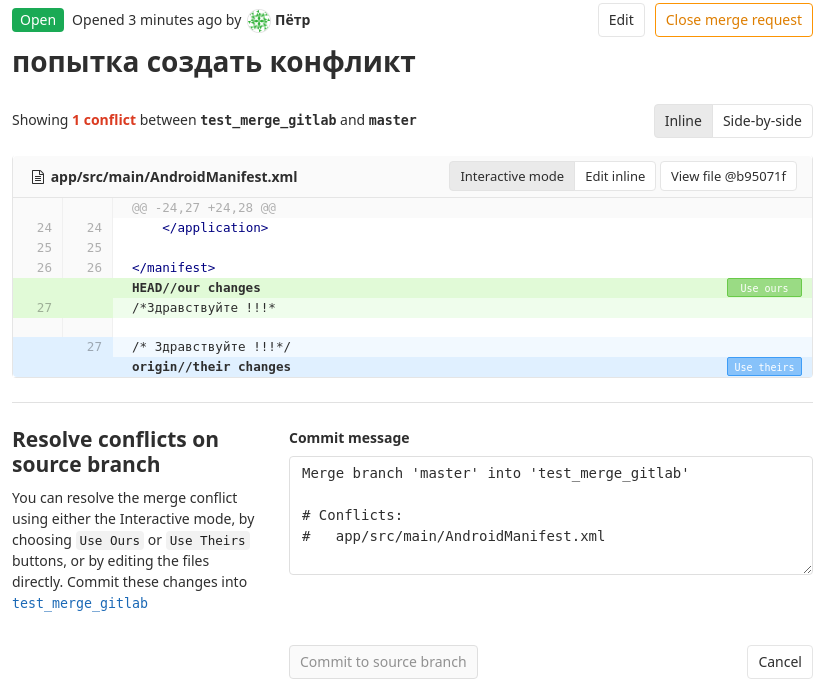 Open Opened 3 minutes ago by Пётр Edit Close merge request
попытка создать конфликт
Showing 1 conflict between test_merge_gitlab and master Inline Side-by-side
app/src/main/AndroidManifest.xml Interactive mode Edit inline View file @b95071f
@@ -24,27 +24,28 @@
24 24 </application>
25 25
26 26 </manifest>
HEAD//our changes Use ours
27 /*Здравствуйте !!!*
27 /* Здравствуйте !!!*/
origin//their changes Use theirs
Resolve conflicts on
source branch
You can resolve the merge conflict
using either the Interactive mode, by
choosing Use Ours or Use Theirs
buttons, or by editing the files
directly. Commit these changes into
test_merge_gitlab
Commit message
Merge branch 'master' into 'test_merge_gitlab'
# Conflicts:
#   app/src/main/AndroidManifest.xml
Commit to source branch Cancel